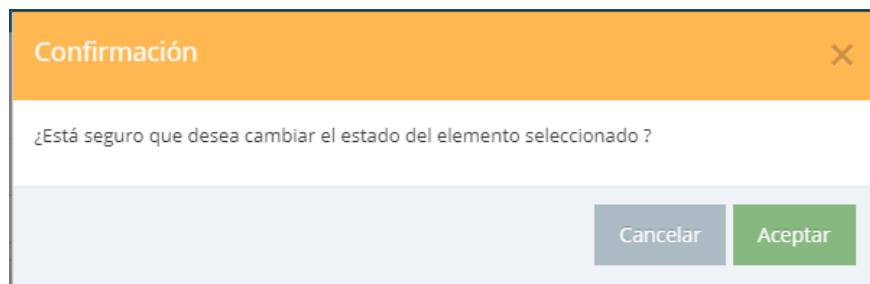 Confirmación
¿Está seguro que desea cambiar el estado del elemento seleccionado ?
Cancelar
Aceptar